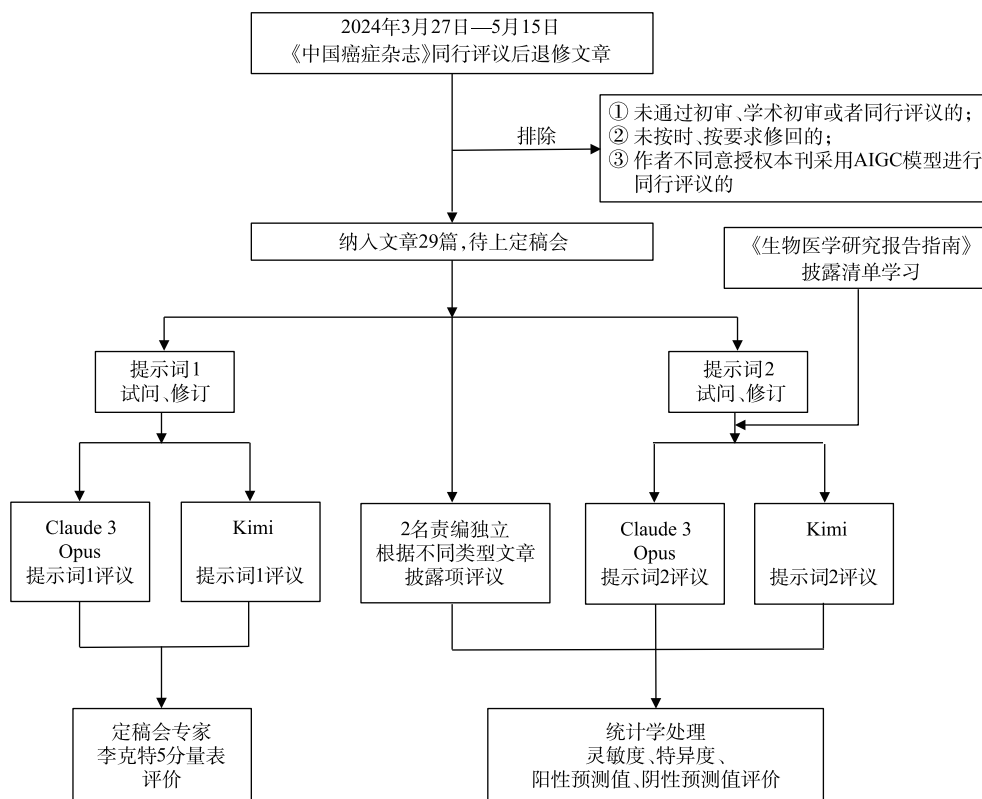 2024年3月27日—5月15日
《中国癌症杂志》同行评议后退修文章
排除
① 未通过初审、学术初审或者同行评议的;
② 未按时、按要求修回的;
③ 作者不同意授权本刊采用AIGC模型进行
同行评议的
纳入文章29篇,待上定稿会
《生物医学研究报告指南》
披露清单学习
提示词1
试问、修订
提示词2
试问、修订
Claude 3
Opus
提示词1评议
Kimi
提示词1评议
2名责编独立
根据不同类型文章
披露项评议
Claude 3
Opus
提示词2评议
Kimi
提示词2评议
定稿会专家
李克特5分量表
评价
统计学处理
灵敏度、特异度、
阳性预测值、阴性预测值评价